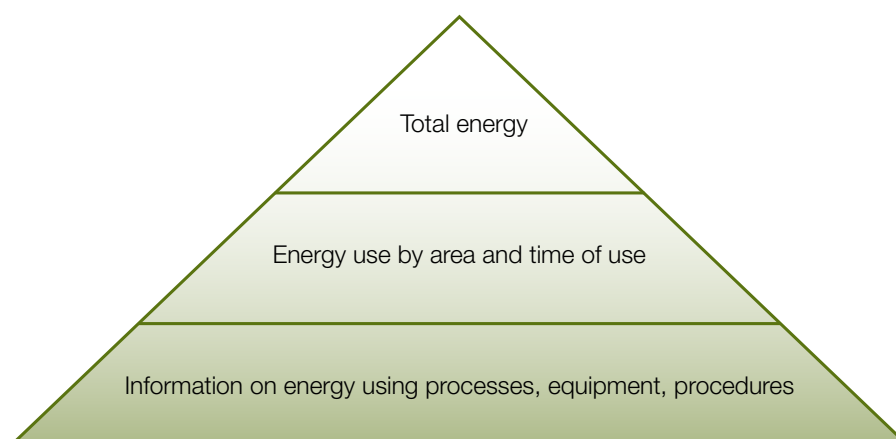 Total energy
Energy use by area and time of use
Information on energy using processes, equipment, procedures